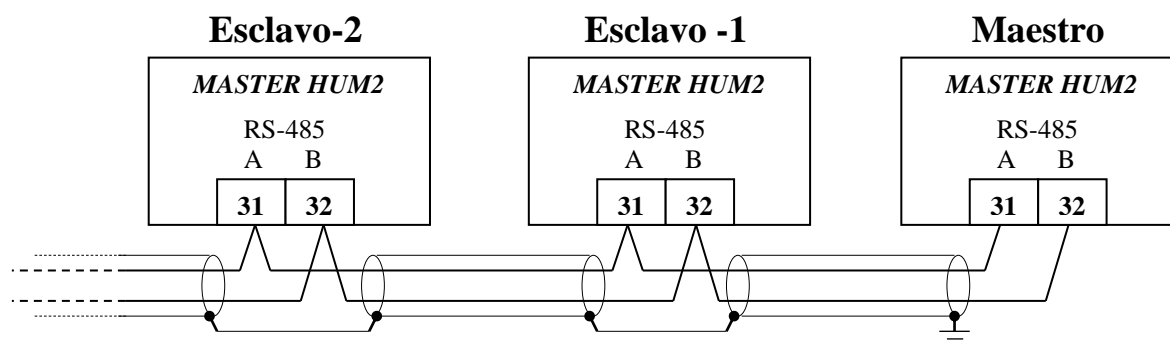 Esclavo-2
MASTER HUM2
RS-485
A B
31 32
Esclavo -1
MASTER HUM2
RS-485
A B
31 32
Maestro
MASTER HUM2
RS-485
A B
31 32